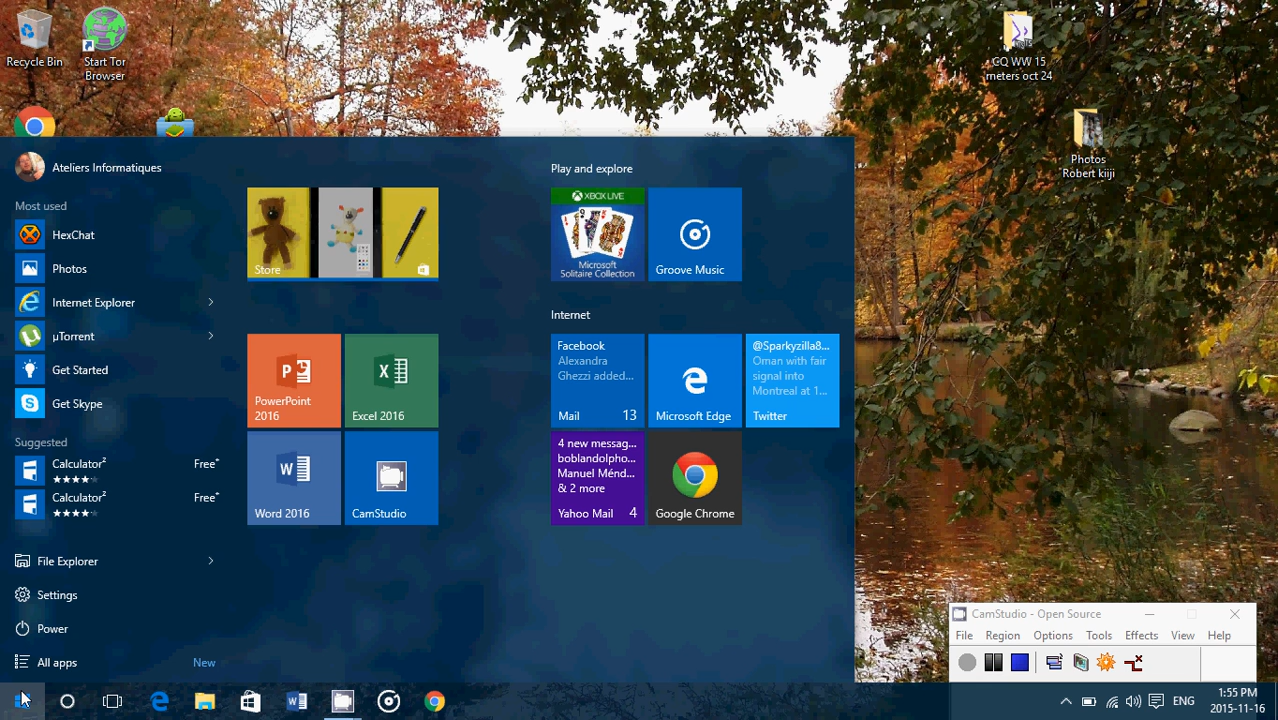 Recycle Bin
Start Tor
Browser
CQ WW 15
meters oct 24
Photos
Robert kiiji
Ateliers Informatiques
Most used
HexChat
Photos
Internet Explorer
µTorrent
Get Started
Get Skype
Suggested
Calculator²
Free*
Calculator²
Free*
File Explorer
Settings
Power
All apps
New
Store
PowerPoint
2016
Excel 2016
Word 2016
CamStudio
Play and explore
XBOX LIVE
Microsoft
Solitaire Collection
Groove Music
Internet
Facebook
Alexandra
Ghezzi added...
Mail 13
Microsoft Edge
@Sparkyzilla8...
Oman with fair
signal into
Montreal at 1...
Twitter
4 new messag...
boblandolpho...
Manuel Ménd...
& 2 more
Yahoo Mail 4
Google Chrome
CamStudio - Open Source
File Region Options Tools Effects View Help
ENG
1:55 PM
2015-11-16